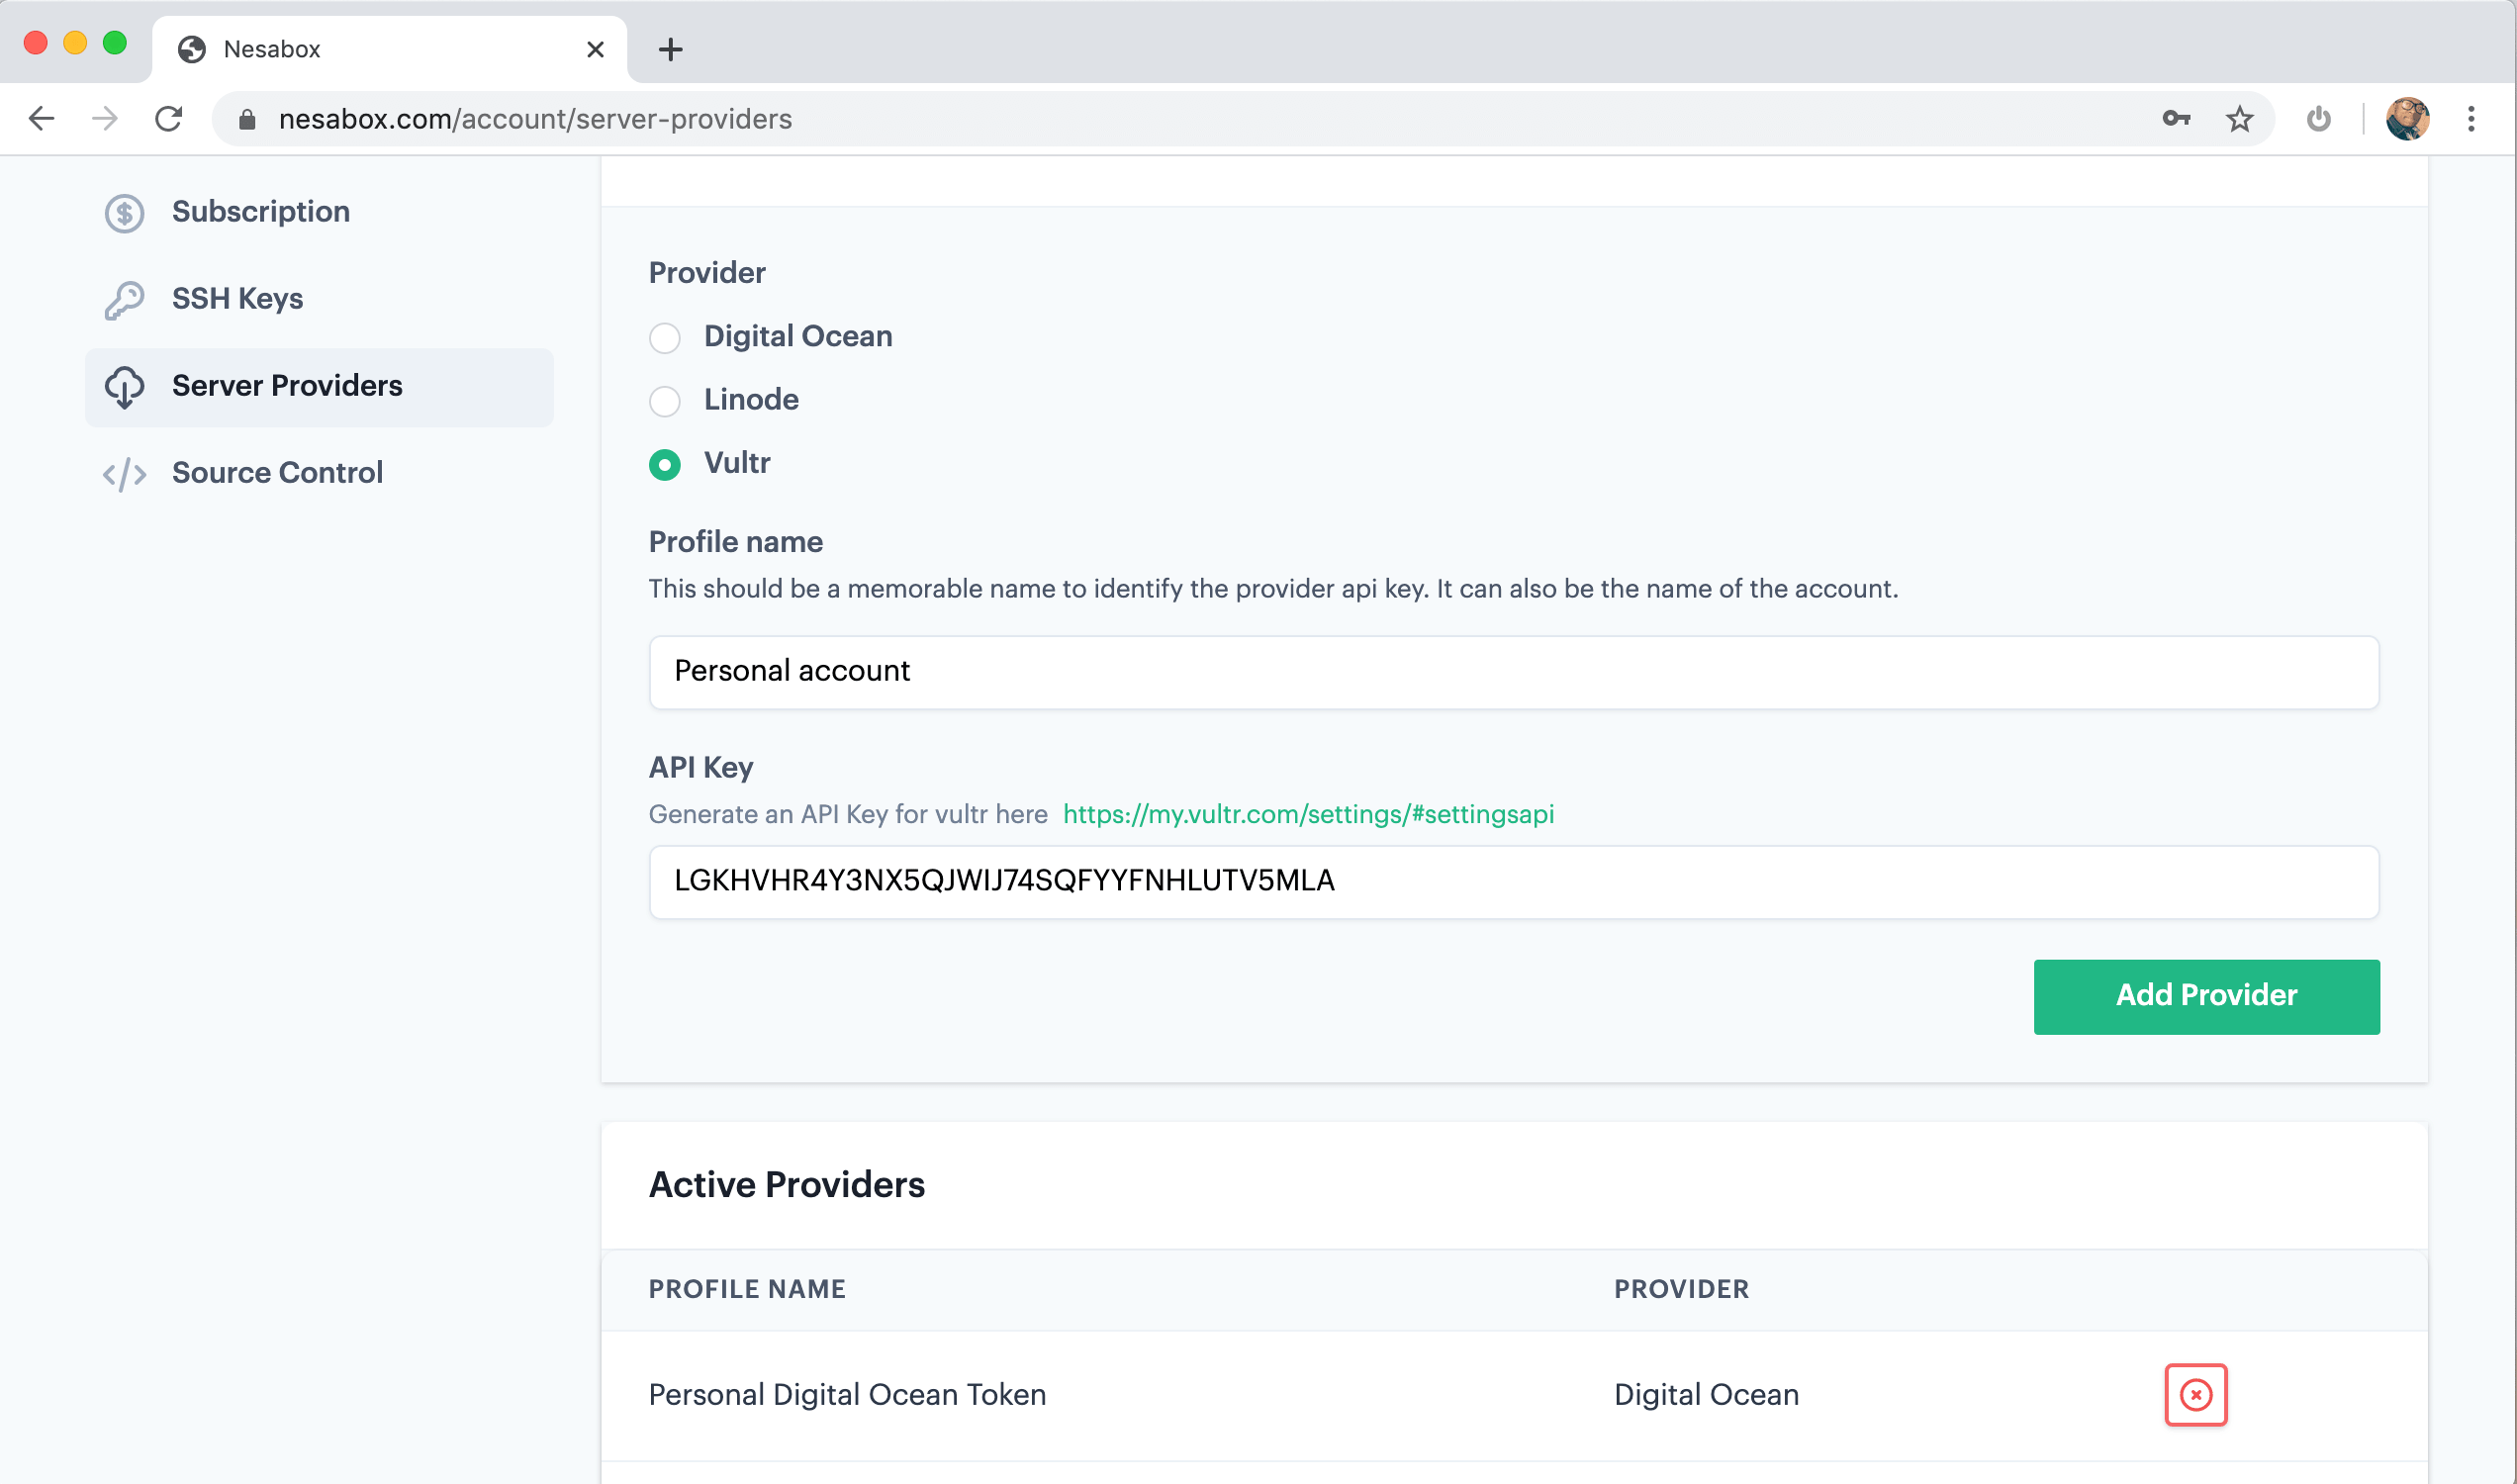 Nesabox
nesabox.com/account/server-providers
Subscription
SSH Keys
Server Providers
Source Control
Provider
Digital Ocean
Linode
Vultr
Profile name
This should be a memorable name to identify the provider api key. It can also be the name of the account.
Personal account
API Key
Generate an API Key for vultr here https://my.vultr.com/settings/#settingsapi
LGKHVHR4Y3NX5QJWIJ74SQFYYFNHLUTV5MLA
Add Provider
Active Providers
PROFILE NAME PROVIDER
Personal Digital Ocean Token Digital Ocean